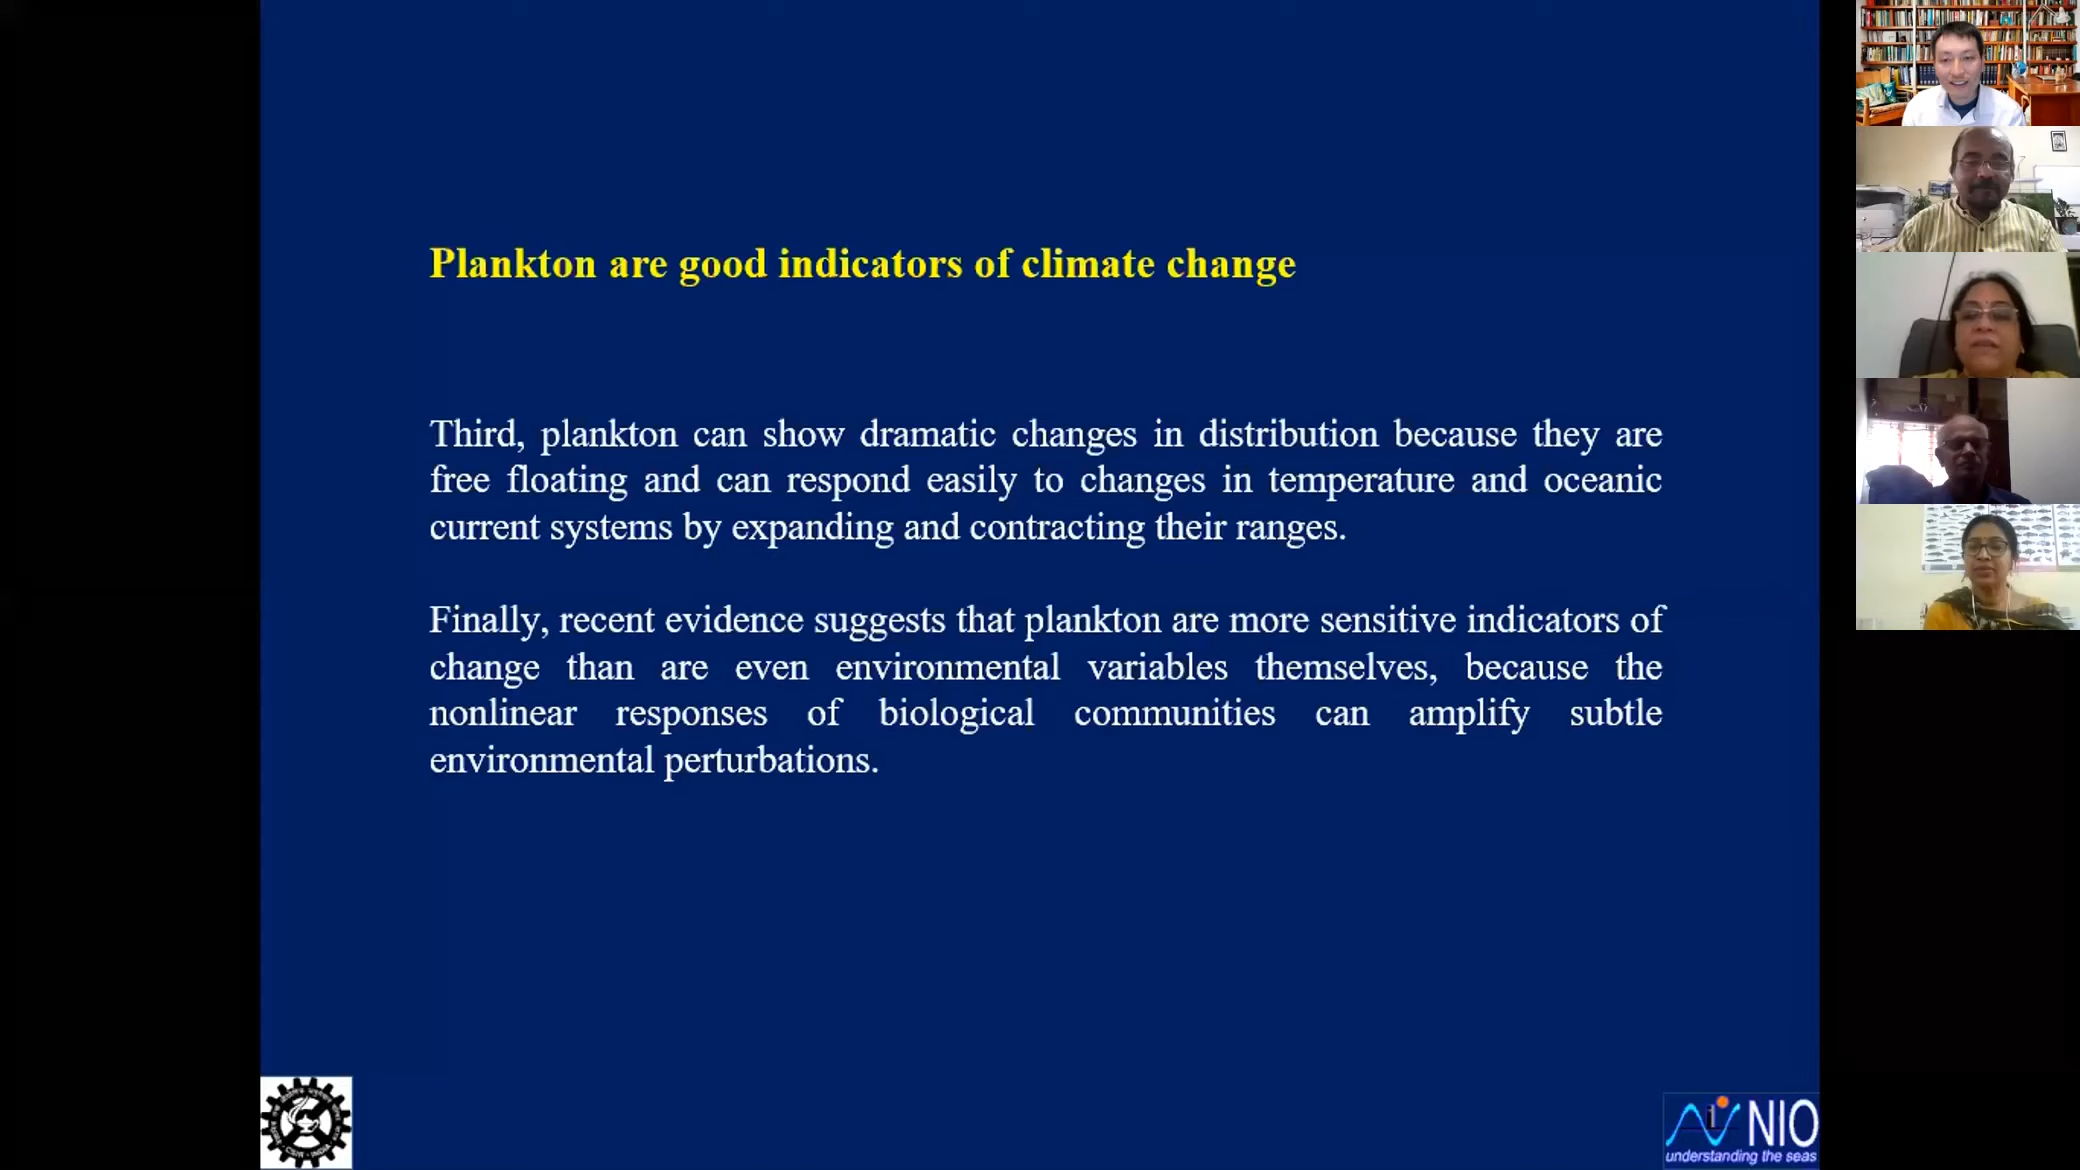 Plankton are good indicators of climate change
Third, plankton can show dramatic changes in distribution because they are
free floating and can respond easily to changes in temperature and oceanic
current systems by expanding and contracting their ranges.
Finally, recent evidence suggests that plankton are more sensitive indicators of
change than are even environmental variables themselves, because the
nonlinear responses of biological communities can amplify subtle
environmental perturbations.
CSIR - INDIA
NIO
understanding the seas